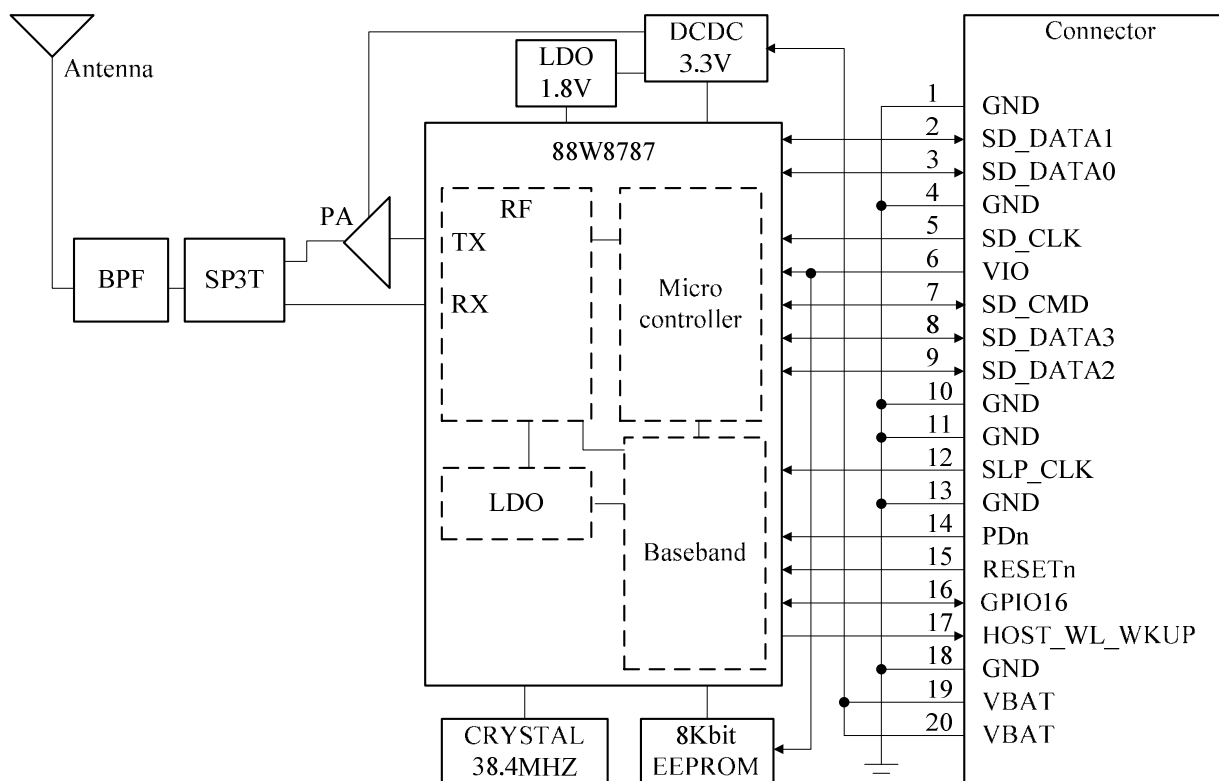 Antenna
LDO
1.8V
DCDC
3.3V
Connector
88W8787
PA
RF
TX
RX
BPF
SP3T
Micro
controller
LDO
Baseband
CRYSTAL
38.4MHZ
8Kbit
EEPROM
1 GND
2 SD_DATA1
3 SD_DATA0
4 GND
5 SD_CLK
6 VIO
7 SD_CMD
8 SD_DATA3
9 SD_DATA2
10 GND
11 GND
12 SLP_CLK
13 GND
14 PDn
15 RESETn
16 GPIO16
17 HOST_WL_WKUP
18 GND
19 VBAT
20 VBAT